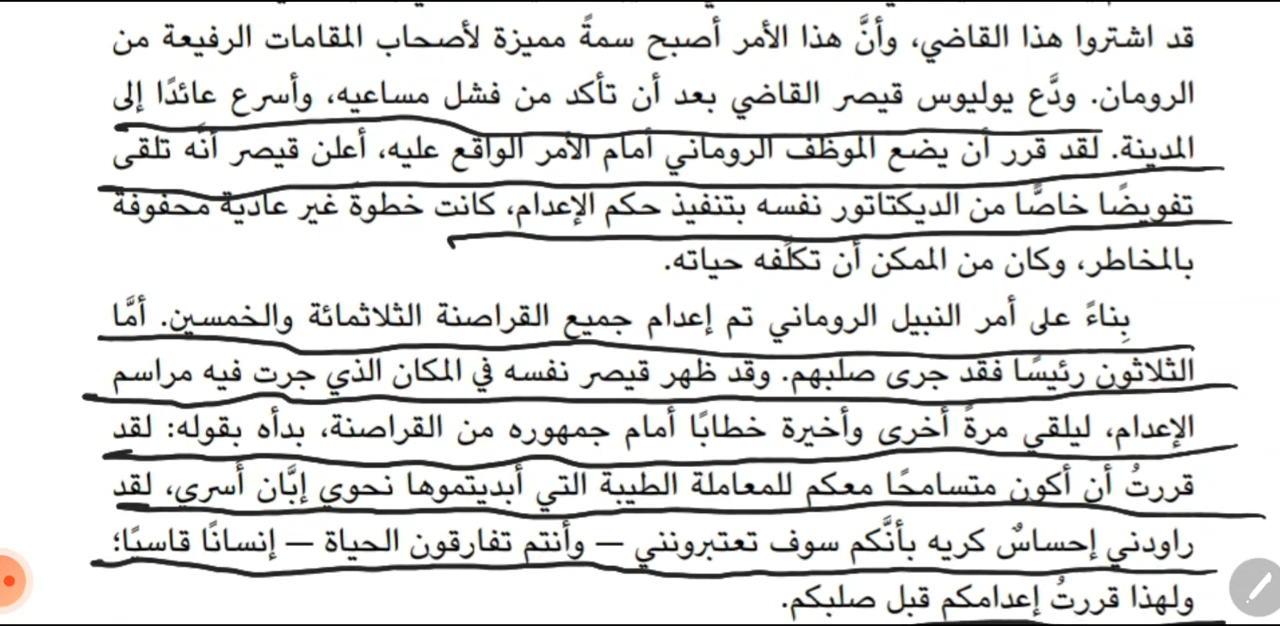 قد اشتروا هذا القاضي، وأنَّ هذا الأمر أصبح سمةً مميزة لأصحاب المقامات الرفيعة من
الرومان. ودَّع يوليوس قيصر القاضي بعد أن تأكد من فشل مساعيه، وأسرع عائدًا إلى
المدينة. لقد قرر أن يضع الموظف الروماني أمام الأمر الواقع عليه، أعلن قيصر أنَّه تلقى
تفويضًا خاصًّا من الديكتاتور نفسه بتنفيذ حكم الإعدام، كانت خطوة غير عادية محفوفة
بالمخاطر، وكان من الممكن أن تكلِّفه حياته.
بِناءً على أمر النبيل الروماني تم إعدام جميع القراصنة الثلاثمائة والخمسين. أمَّا
الثلاثون رئيسًا فقد جرى صلبهم. وقد ظهر قيصر نفسه في المكان الذي جرت فيه مراسم
الإعدام، ليلقي مرةً أخرى وأخيرة خطابًا أمام جمهوره من القراصنة، بدأه بقوله: لقد
قررتُ أن أكون متسامحًا معكم للمعاملة الطيبة التي أبديتموها نحوي إبَّان أسري، لقد
راودني إحساسٌ كريه بأنَّكم سوف تعتبرونني — وأنتم تفارقون الحياة — إنسانًا قاسيًا؛
ولهذا قررتُ إعدامكم قبل صلبكم.